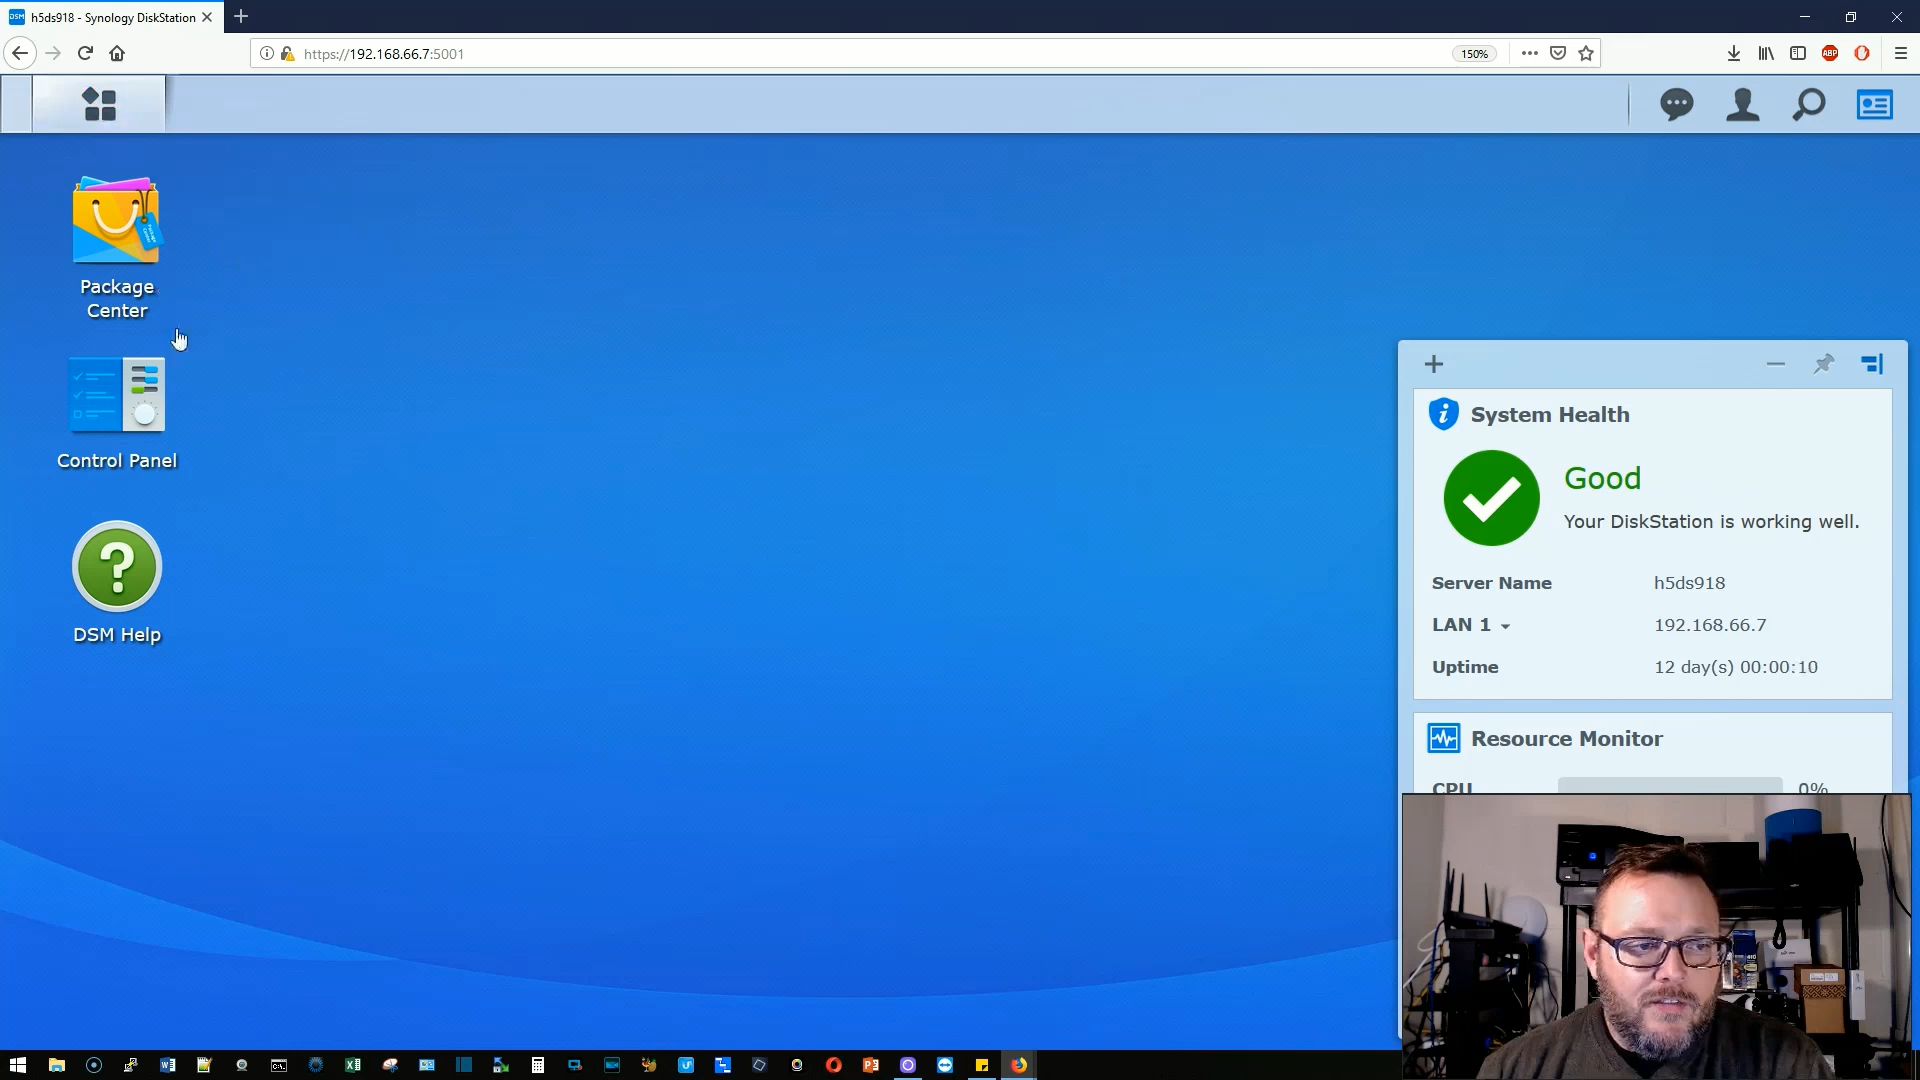 h5ds918 - Synology DiskStation
https://192.168.66.7:5001
150%
ABP
Package
Center
Control Panel
DSM Help
System Health
Good
Your DiskStation is working well.
Server Name h5ds918
LAN 1 192.168.66.7
Uptime 12 day(s) 00:00:10
Resource Monitor
CPU 0%